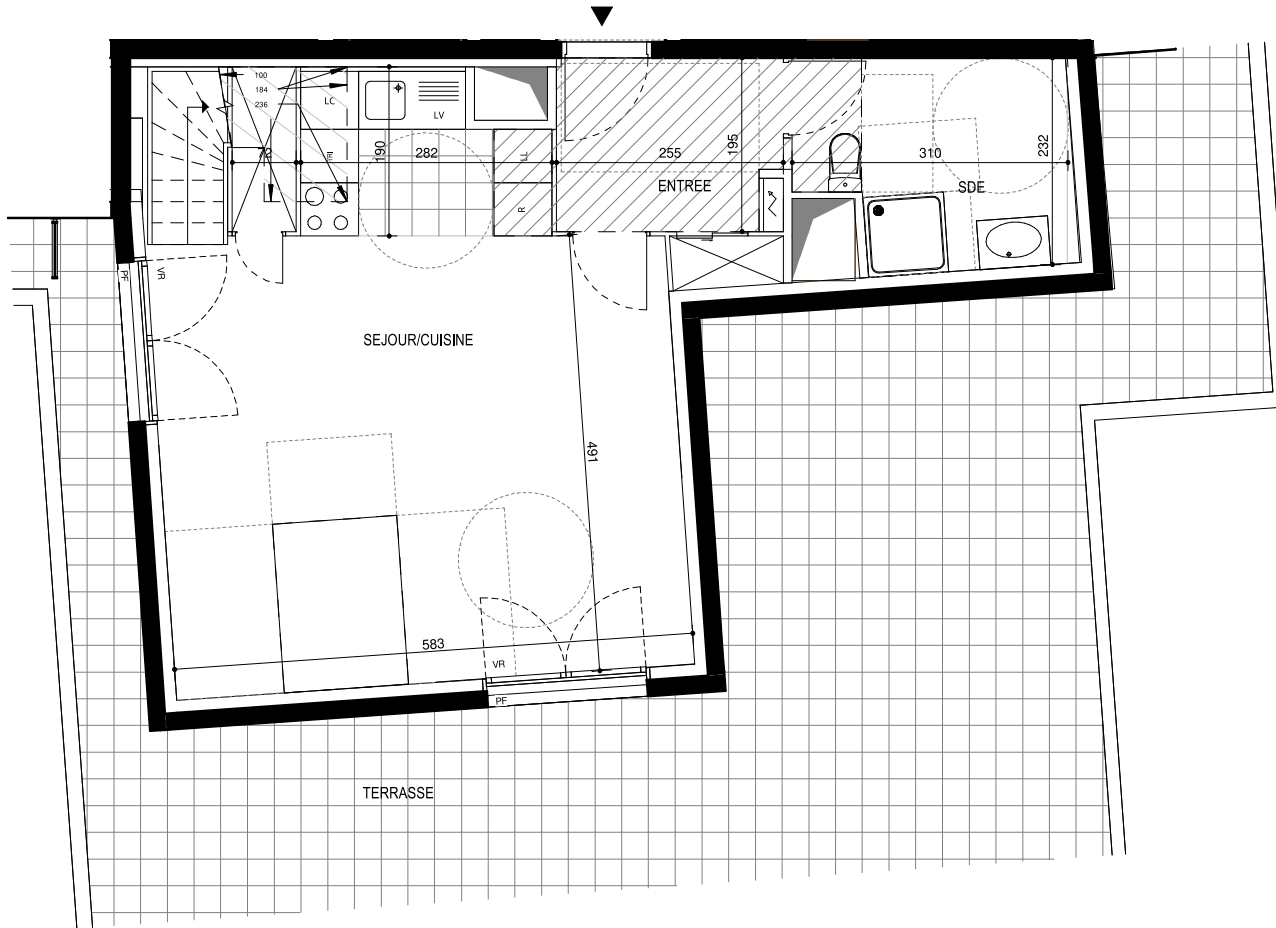 100
184
236
LC
LV
190
282
LL
R
255
195
ENTREE
310
232
SDE
PF
VR
SEJOUR/CUISINE
491
583
VR
PF
TERRASSE